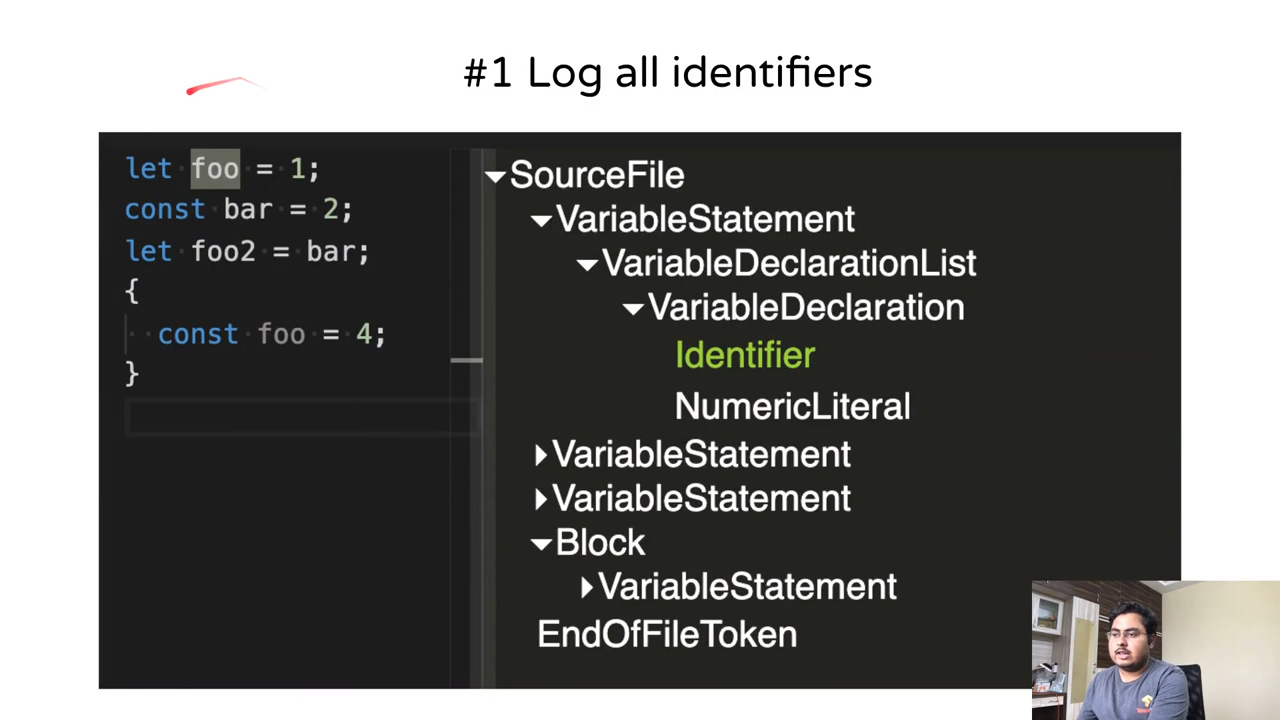 #1 Log all identifiers
let foo = 1;
const bar = 2;
let foo2 = bar;
{
const foo = 4;
}
SourceFile
VariableStatement
VariableDeclarationList
VariableDeclaration
Identifier
NumericLiteral
VariableStatement
VariableStatement
Block
VariableStatement
EndOfFileToken